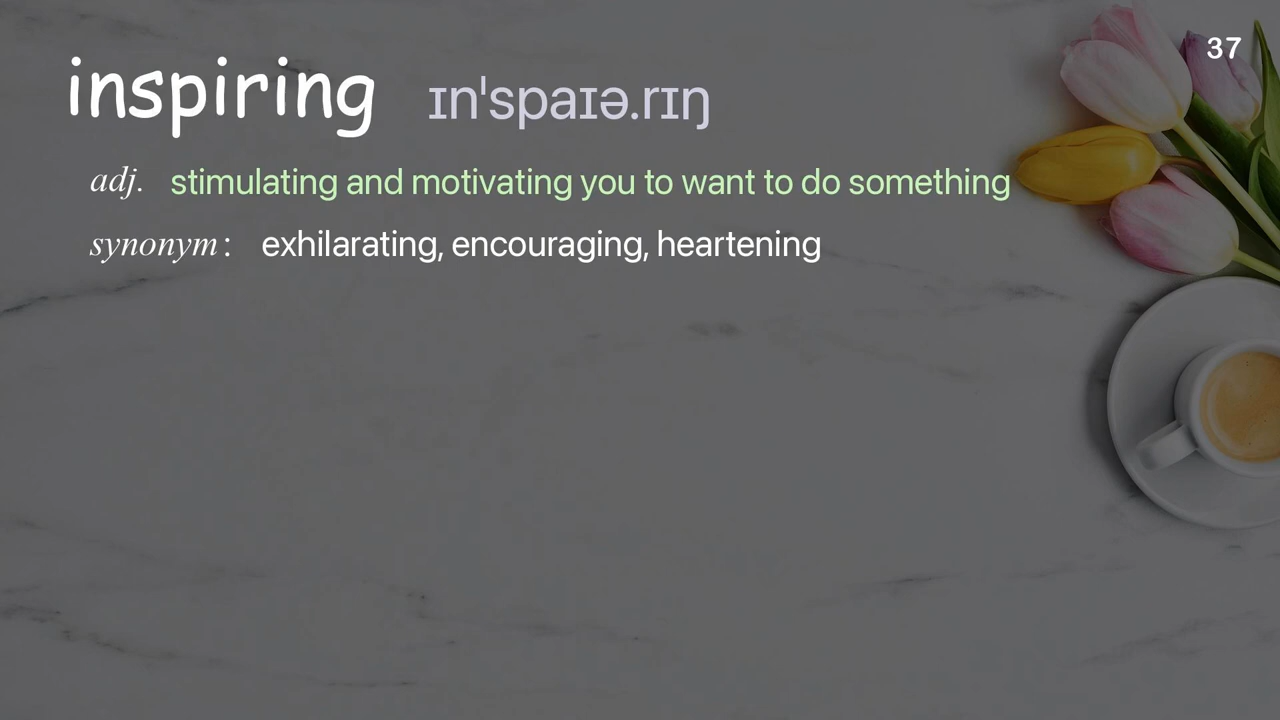 37
inspiring ɪnˈspaɪə.rɪŋ
adj. stimulating and motivating you to want to do something
synonym: exhilarating, encouraging, heartening